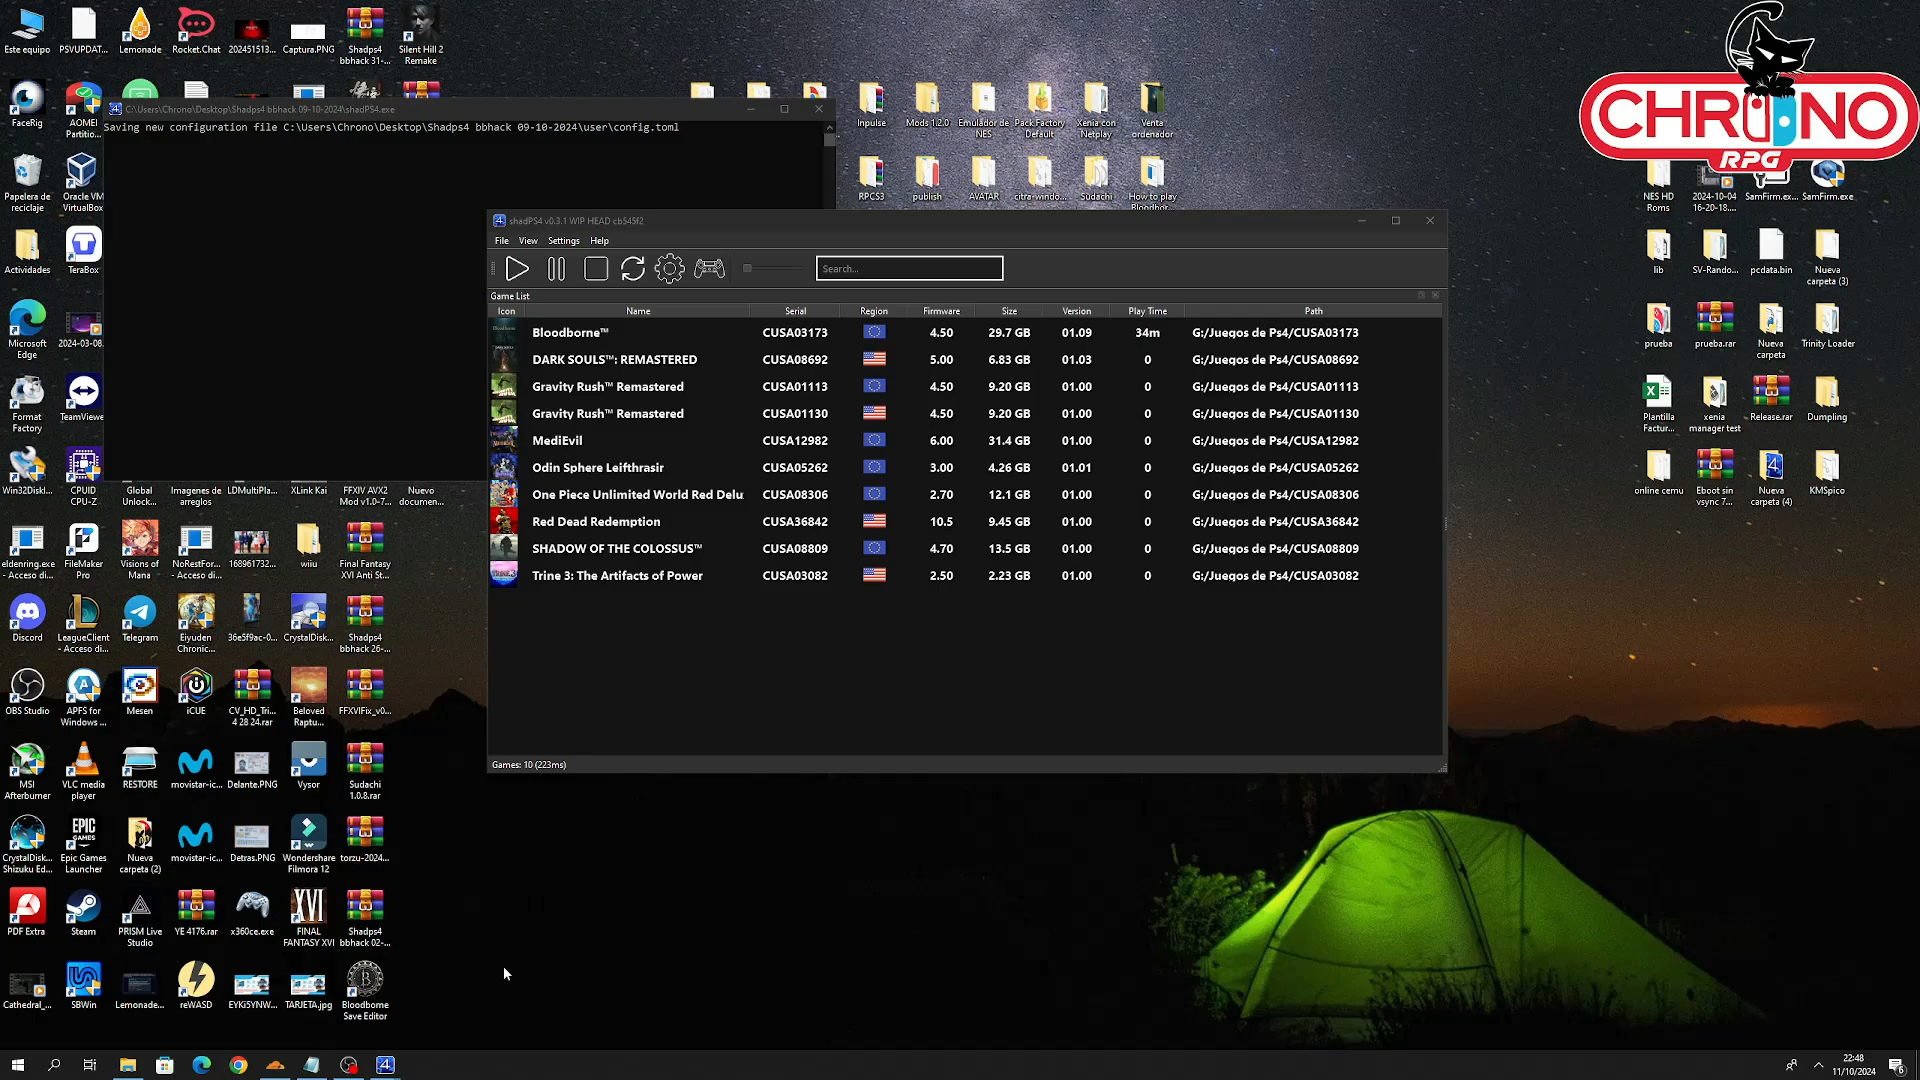 Este equipo
PSVUPDAT...
Lemonade
Rocket.Chat
202451513...
Captura.PNG
Shadps4
bbhack 31-...
Silent Hill 2
Remake
CHRONO
RPG
FaceRig
AOMEI
Partitio...
C:\Users\Chrono\Desktop\Shadps4 bbhack 09-10-2024\shadPS4.exe
Saving new configuration file C:\Users\Chrono\Desktop\Shadps4 bbhack 09-10-2024\user\config.toml
Inpulse
Mods 1.2.0
Emulador de
NES
Pack Factory
Default
Xenia con
Netplay
Venta
ordenador
Papelera de
reciclaje
Oracle VM
VirtualBox
RPCS3
publish
AVATAR
citra-windo...
Sudachi
How to play
Bloodbor...
NES HD
Roms
2024-10-04
16-20-18...
SamFirm.ex...
SamFirm.exe
shadPS4 v0.3.1 WIP HEAD cb545f2
File View Settings Help
Search...
Game List
Icon Name Serial Region Firmware Size Version Play Time Path
Bloodborne™ CUSA03173 4.50 29.7 GB 01.09 34m G:/Juegos de Ps4/CUSA03173
DARK SOULS™: REMASTERED CUSA08692 5.00 6.83 GB 01.03 0 G:/Juegos de Ps4/CUSA08692
Gravity Rush™ Remastered CUSA01113 4.50 9.20 GB 01.00 0 G:/Juegos de Ps4/CUSA01113
Gravity Rush™ Remastered CUSA01130 4.50 9.20 GB 01.00 0 G:/Juegos de Ps4/CUSA01130
MediEvil CUSA12982 6.00 31.4 GB 01.00 0 G:/Juegos de Ps4/CUSA12982
Odin Sphere Leifthrasir CUSA05262 3.00 4.26 GB 01.01 0 G:/Juegos de Ps4/CUSA05262
One Piece Unlimited World Red Delu CUSA08306 2.70 12.1 GB 01.00 0 G:/Juegos de Ps4/CUSA08306
Red Dead Redemption CUSA36842 10.5 9.45 GB 01.00 0 G:/Juegos de Ps4/CUSA36842
SHADOW OF THE COLOSSUS™ CUSA08809 4.70 13.5 GB 01.00 0 G:/Juegos de Ps4/CUSA08809
Trine 3: The Artifacts of Power CUSA03082 2.50 2.23 GB 01.00 0 G:/Juegos de Ps4/CUSA03082
Games: 10 (223ms)
Actividades
TeraBox
lib
SV-Rando...
pcdata.bin
Nueva
carpeta (3)
Microsoft
Edge
2024-03-08...
prueba
prueba.rar
Nueva
carpeta
Trinity Loader
Format
Factory
TeamViewer
Plantilla
Factur...
xenia
manager test
Release.rar
Dumpling
Win32Diskl...
CPUID
CPU-Z
Global
Unlock...
Imagenes de
arreglos
LDMultiPla...
XLink Kai
FFXIV AVX2
Mod v1.0-7...
Nuevo
documen...
online cemu
Eboot sin
vsync 7...
Nueva
carpeta (4)
KMSpico
eldenring.exe
- Acceso di...
FileMaker
Pro
Visions of
Mana
NoRestFor...
- Acceso di...
168961732...
wiiu
Final Fantasy
XVI Anti St...
Discord
LeagueClient
- Acceso di...
Telegram
Eiyuden
Chronic...
36e5f9ac-0...
CrystalDisk...
Shadps4
bbhack 26-...
OBS Studio
APFS for
Windows ...
Mesen
iCUE
CV_HD_Tri...
4 28 24.rar
Beloved
Raptu...
FFXVIFix_v0...
MSI
Afterburner
VLC media
player
RESTORE
movistar-ic...
Delante.PNG
Vysor
Sudachi
1.0.8.rar
CrystalDisk...
Shizuku Ed...
EPIC
GAMES
Epic Games
Launcher
Nueva
carpeta (2)
movistar-ic...
Detras.PNG
Wondershare
Filmora 12
torzu-2024...
PDF Extra
Steam
PRISM Live
Studio
YE 4176.rar
x360ce.exe
XVI
FINAL
FANTASY XVI
Shadps4
bbhack 02-...
Cathedral_...
SBWin
Lemonade...
reWASD
EYKi5YNW...
TARJETA.jpg
Bloodborne
Save Editor
22:48
11/10/2024
6